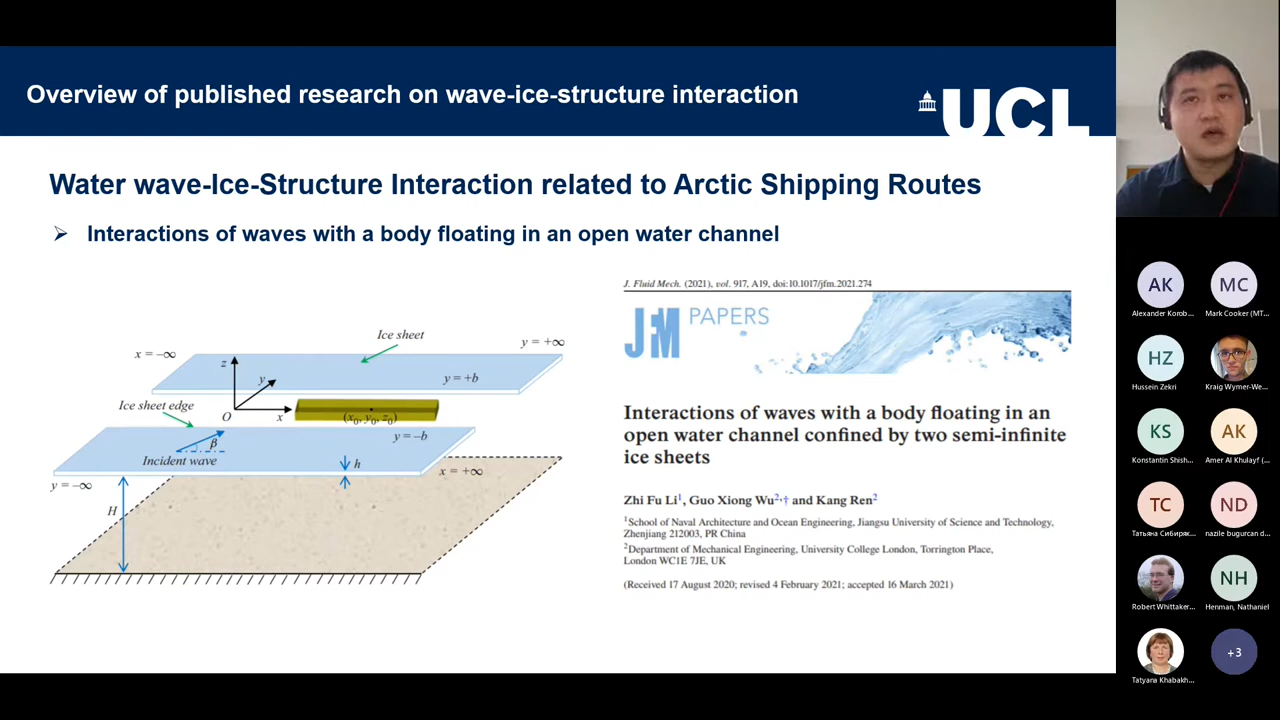 Overview of published research on wave-ice-structure interaction
UCL
Water wave-Ice-Structure Interaction related to Arctic Shipping Routes
Interactions of waves with a body floating in an open water channel
Ice sheet
x = −∞
y = +∞
z
y
y = +b
Ice sheet edge
O
x
(x₀, y₀, z₀)
β
y = −b
Incident wave
h
x = +∞
y = −∞
H
J. Fluid Mech. (2021), vol. 917, A19, doi:10.1017/jfm.2021.274
JFM PAPERS
Interactions of waves with a body floating in an
open water channel confined by two semi-infinite
ice sheets
Zhi Fu Li¹, Guo Xiong Wu²,† and Kang Ren²
¹School of Naval Architecture and Ocean Engineering, Jiangsu University of Science and Technology,
Zhenjiang 212003, PR China
²Department of Mechanical Engineering, University College London, Torrington Place,
London WC1E 7JE, UK
(Received 17 August 2020; revised 4 February 2021; accepted 16 March 2021)
AK
MC
Alexander Korob...
Mark Cooker (MT...
HZ
Hussein Zekri
Kraig Wymer-We...
KS
AK
Konstantin Shish...
Amer Al Khulayf (...
TC
ND
Татьяна Сибиряк...
nazile bugurcan d...
NH
Robert Whittaker...
Henman, Nathaniel
+3
Tatyana Khabakh...